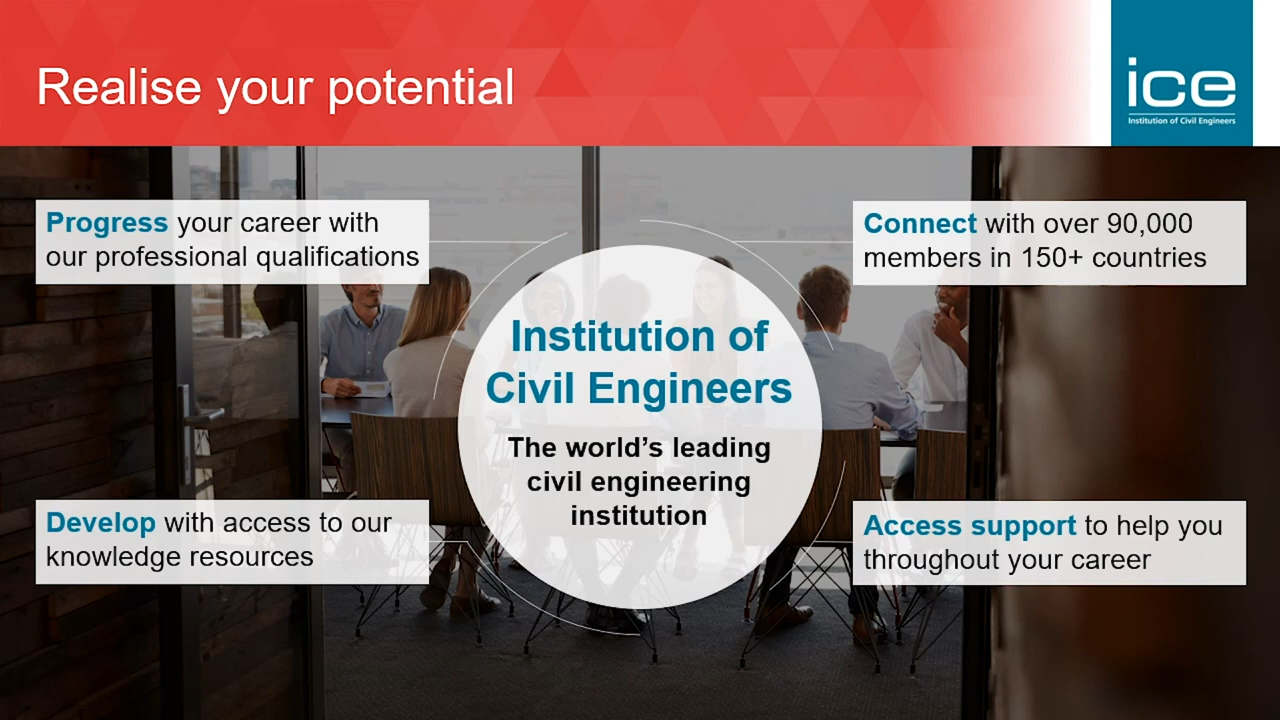 Realise your potential
ice
Institution of Civil Engineers
Progress your career with
our professional qualifications
Connect with over 90,000
members in 150+ countries
Institution of
Civil Engineers
The world's leading
civil engineering
institution
Develop with access to our
knowledge resources
Access support to help you
throughout your career